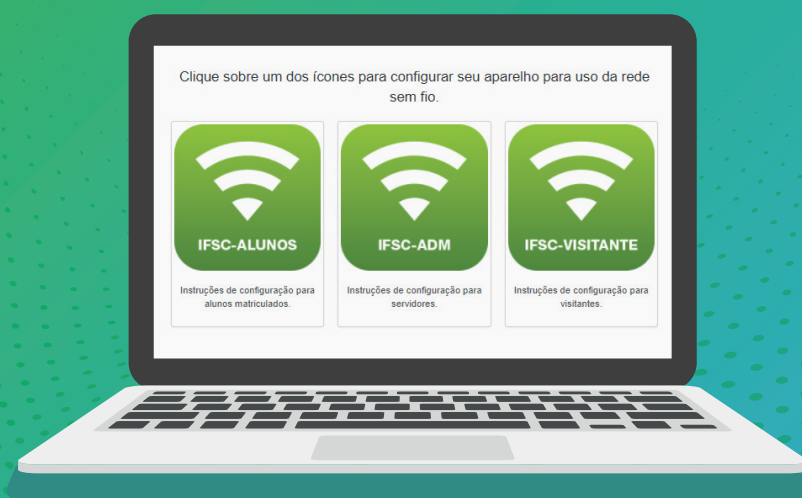 Clique sobre um dos ícones para configurar seu aparelho para uso da rede
sem fio.
IFSC-ALUNOS
IFSC-ADM
IFSC-VISITANTE
Instruções de configuração para
alunos matriculados.
Instruções de configuração para
servidores.
Instruções de configuração para
visitantes.